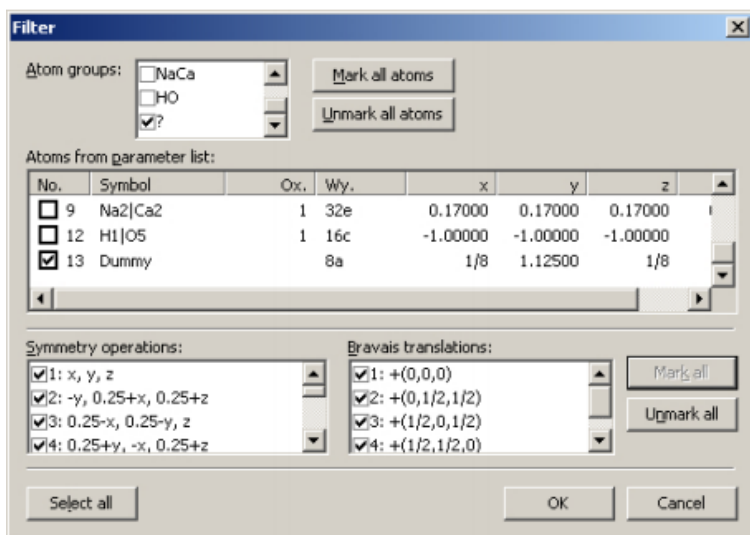 Filter
Atom groups:
NaCa
HO
?
Mark all atoms
Unmark all atoms
Atoms from parameter list:
No. Symbol Ox. Wy. x y z
9 Na2|Ca2 1 32e 0.17000 0.17000 0.17000
12 H1|O5 1 16c -1.00000 -1.00000 -1.00000
13 Dummy 8a 1/8 1.12500 1/8
Symmetry operations:
1: x, y, z
2: -y, 0.25+x, 0.25+z
3: 0.25-x, 0.25-y, z
4: 0.25+y, -x, 0.25+z
Bravais translations:
1: +(0,0,0)
2: +(0,1/2,1/2)
3: +(1/2,0,1/2)
4: +(1/2,1/2,0)
Mark all
Unmark all
Select all
OK
Cancel